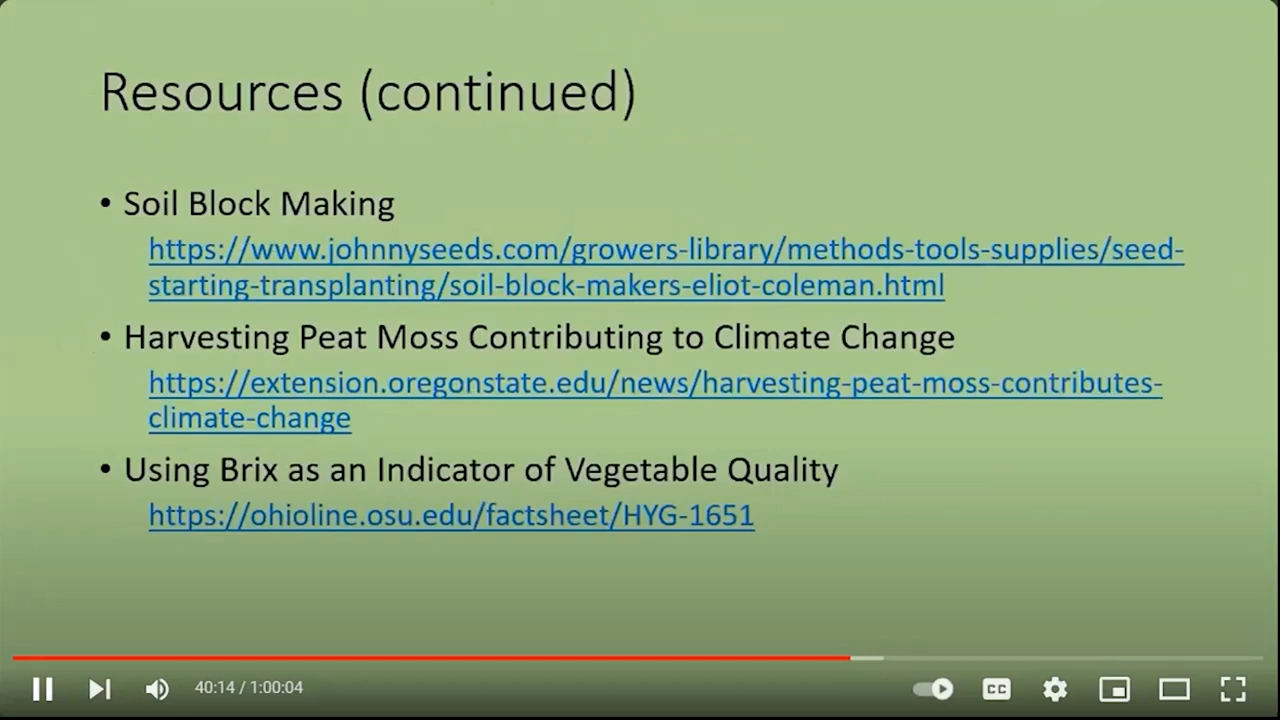 Resources (continued)
• Soil Block Making
https://www.johnnyseeds.com/growers-library/methods-tools-supplies/seed-
starting-transplanting/soil-block-makers-eliot-coleman.html
• Harvesting Peat Moss Contributing to Climate Change
https://extension.oregonstate.edu/news/harvesting-peat-moss-contributes-
climate-change
• Using Brix as an Indicator of Vegetable Quality
https://ohioline.osu.edu/factsheet/HYG-1651
40:14 / 1:00:04
CC